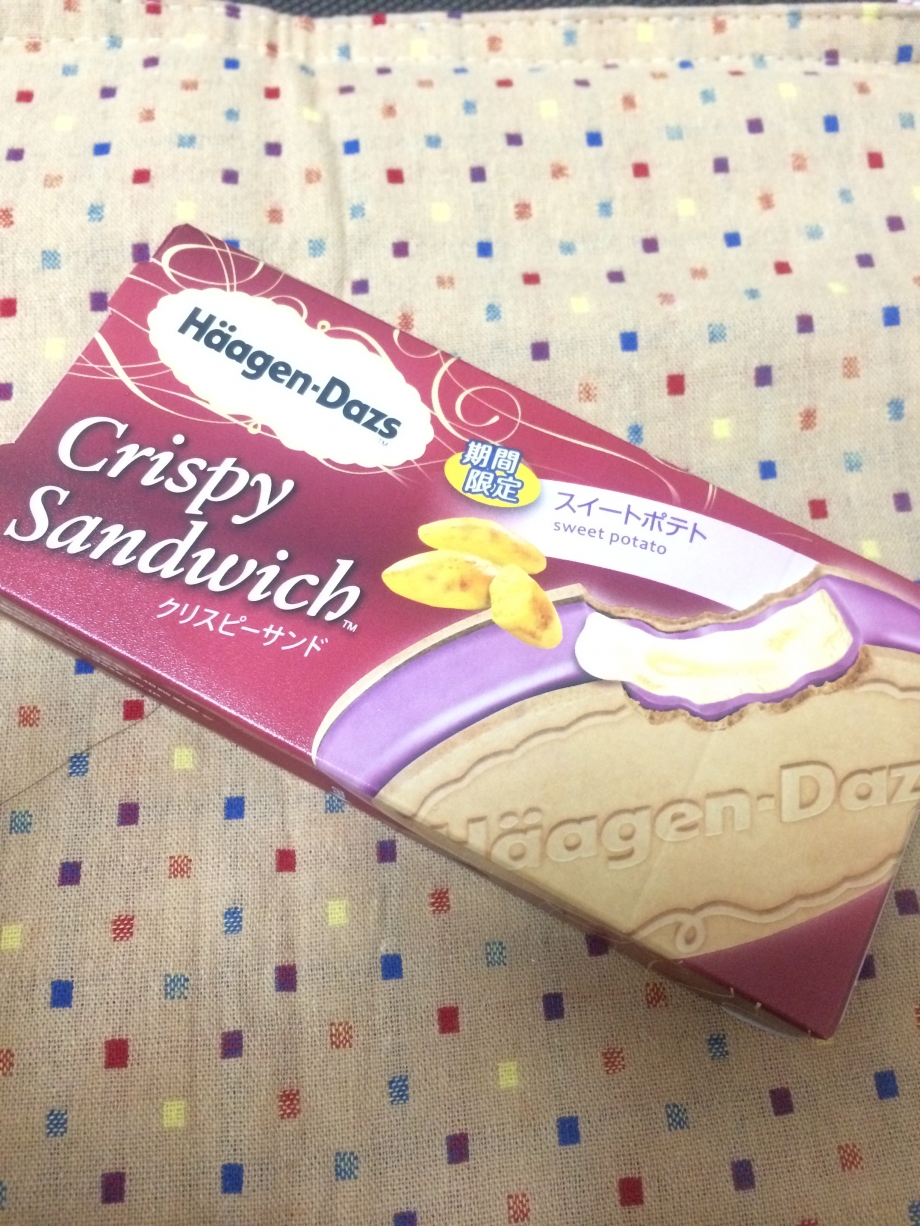 Häagen-Dazs
Crispy
Sandwich™
クリスピーサンド
期間
限定
スイートポテト
sweet potato
Häagen-Daz